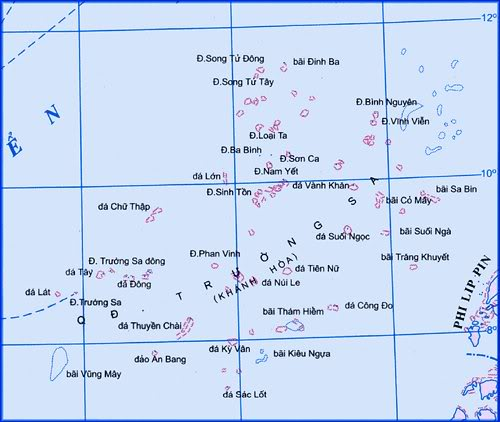 12°
Đ.Song Tử Đông
bãi Đinh Ba
Đ.Song Tử Tây
Đ.Bình Nguyên
Ể N
Đ.Vĩnh Viễn
Đ.Loại Ta
Đ.Ba Bình
Đ.Sơn Ca
Đ.Nam Yết
10°
đá Lớn
đá Vành Khăn
Đ.Sinh Tồn
bãi Sa Bin
bãi Cỏ Mây
đá Chữ Thập
bãi Suối Ngà
đá Suối Ngọc
Đ.Phan Vinh
Đ. Trường Sa đông
bãi Trăng Khuyết
đá Tây
đá Tiên Nữ
đá Đông
đá Núi Le
đá Lát
Đ.Trường Sa
Q Đ. T R Ư Ờ N G S A
(KHÁNH HÒA)
PHI LIP PIN
đá Công Đo
bãi Thám Hiểm
đá Thuyền Chài
8°
đá Kỳ Vân
đảo An Bang
bãi Kiêu Ngựa
bãi Vũng Mây
đá Sác Lốt